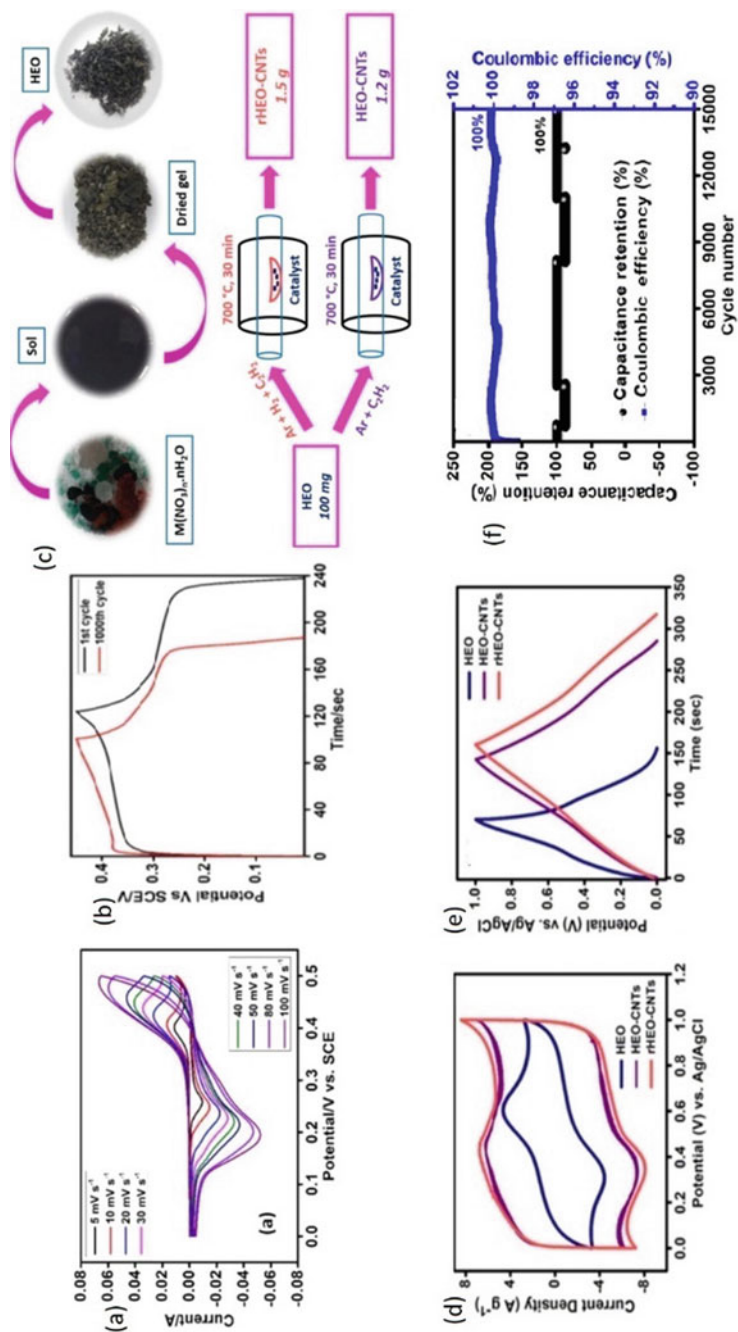 (a)
Current/A
0.08
0.06
0.04
0.02
0.00
-0.02
-0.04
-0.06
-0.08
5 mV s⁻¹
10 mV s⁻¹
20 mV s⁻¹
30 mV s⁻¹
40 mV s⁻¹
50 mV s⁻¹
80 mV s⁻¹
100 mV s⁻¹
(a)
0.0 0.1 0.2 0.3 0.4 0.5
Potential/V vs. SCE
(b)
Potential Vs SCE/V
0.4
0.3
0.2
0.1
1st cycle
1000th cycle
0 40 80 120 160 200 240
Time/sec
(c)
M(NO₃)ₙ.nH₂O
Sol
Dried gel
HEO
HEO
100 mg
Ar + H₂ + C₂H₂
700 °C, 30 min
Catalyst
rHEO-CNTs
1.5 g
Ar + C₂H₂
700 °C, 30 min
Catalyst
HEO-CNTs
1.2 g
(d)
Current Density (A g⁻¹)
8
4
0
-4
-8
HEO
HEO-CNTs
rHEO-CNTs
0.0 0.2 0.4 0.6 0.8 1.0 1.2
Potential (V) vs. Ag/AgCl
(e)
Potential (V) vs. Ag/AgCl
1.0
0.8
0.6
0.4
0.2
0.0
HEO
HEO-CNTs
rHEO-CNTs
0 50 100 150 200 250 300 350
Time (sec)
(f)
Capacitance retention (%)
250
200
150
100
50
0
-50
-100
100%
100%
Capacitance retention (%)
Coulombic efficiency (%)
3000 6000 9000 12000 15000
Cycle number
Coulombic efficiency (%)
102
100
98
96
94
92
90